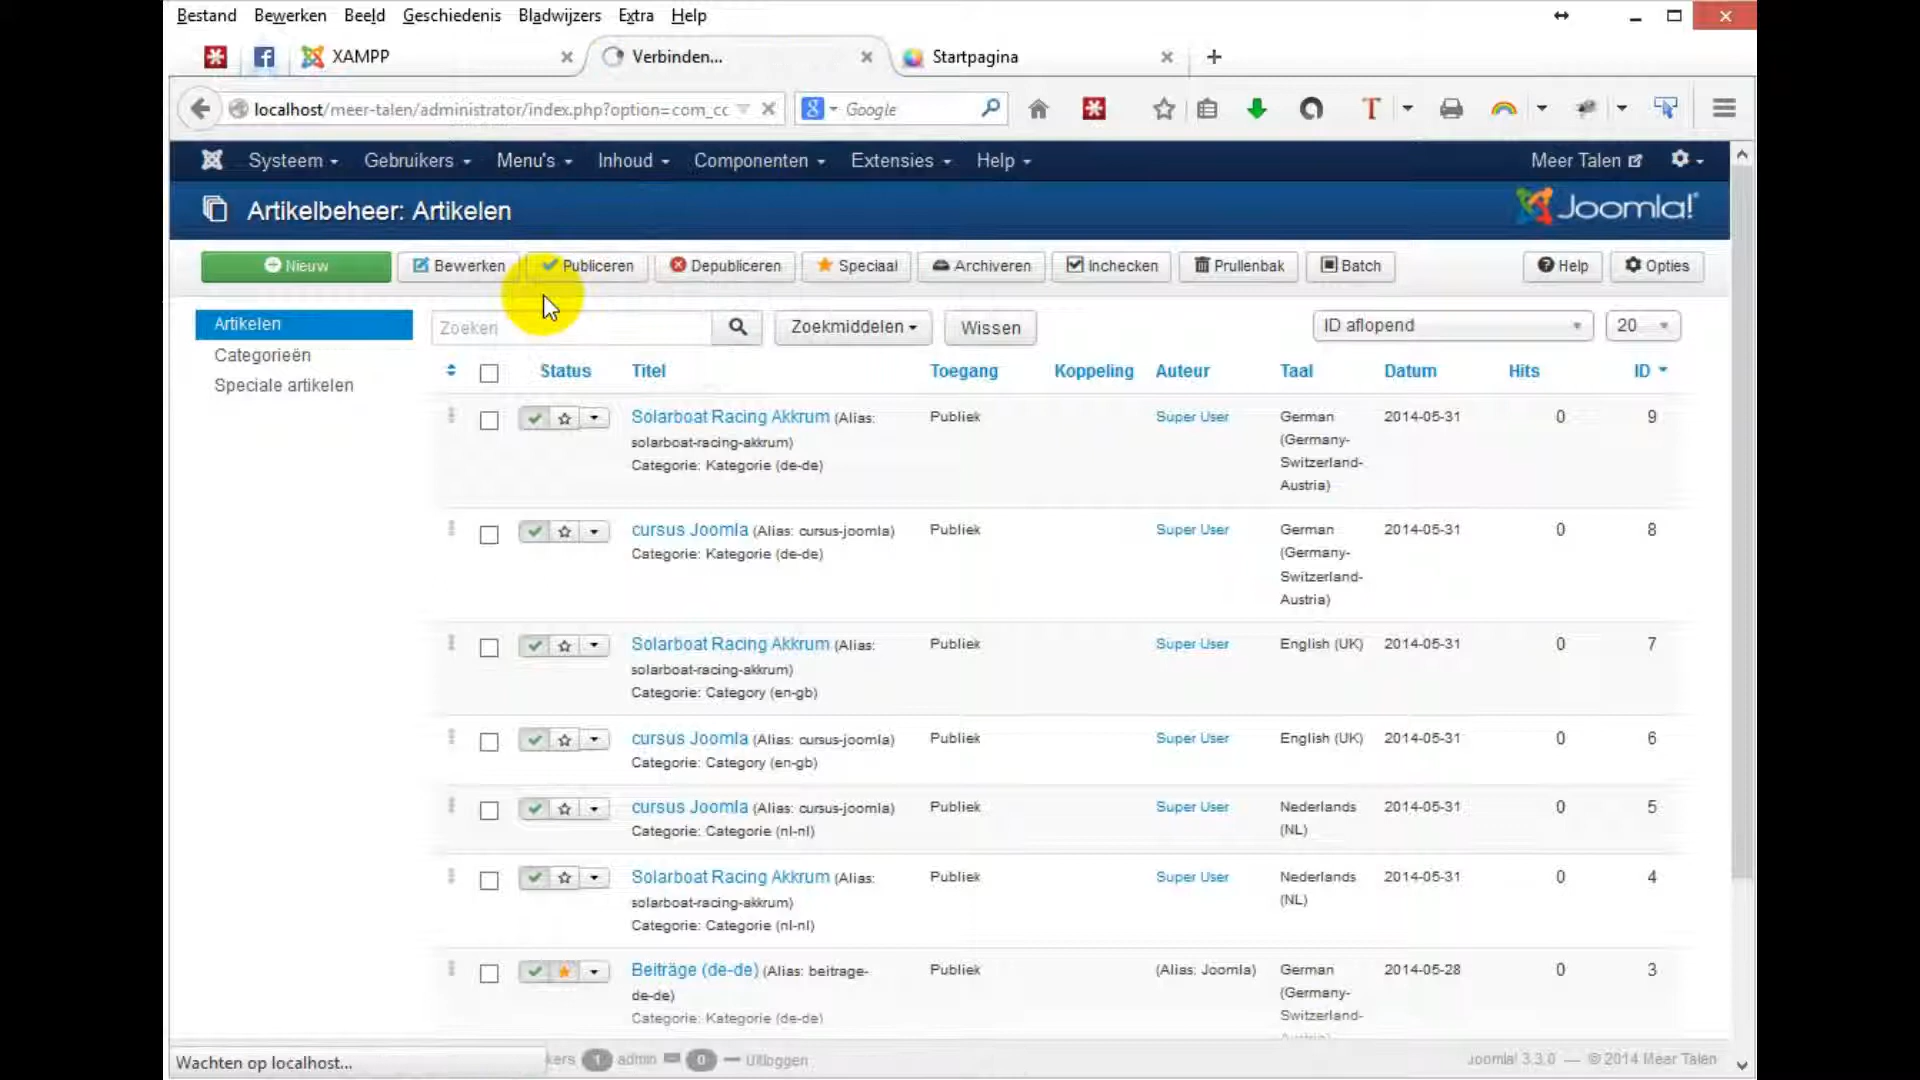 Bestand Bewerken Beeld Geschiedenis Bladwijzers Extra Help
XAMPP Verbinden... Startpagina
localhost/meer-talen/administrator/index.php?option=com_cc Google
Systeem Gebruikers Menu's Inhoud Componenten Extensies Help Meer Talen
Artikelbeheer: Artikelen Joomla!
Nieuw Bewerken Publiceren Depubliceren Speciaal Archiveren Inchecken Prullenbak Batch Help Opties
Artikelen Zoeken Zoekmiddelen Wissen ID aflopend 20
Categorieën
Speciale artikelen
Status Titel Toegang Koppeling Auteur Taal Datum Hits ID
Solarboat Racing Akkrum (Alias: Publiek Super User German 2014-05-31 0 9
solarboat-racing-akkrum) (Germany-
Categorie: Kategorie (de-de) Switzerland-
Austria)
cursus Joomla (Alias: cursus-joomla) Publiek Super User German 2014-05-31 0 8
Categorie: Kategorie (de-de) (Germany-
Switzerland-
Austria)
Solarboat Racing Akkrum (Alias: Publiek Super User English (UK) 2014-05-31 0 7
solarboat-racing-akkrum)
Categorie: Category (en-gb)
cursus Joomla (Alias: cursus-joomla) Publiek Super User English (UK) 2014-05-31 0 6
Categorie: Category (en-gb)
cursus Joomla (Alias: cursus-joomla) Publiek Super User Nederlands 2014-05-31 0 5
Categorie: Categorie (nl-nl) (NL)
Solarboat Racing Akkrum (Alias: Publiek Super User Nederlands 2014-05-31 0 4
solarboat-racing-akkrum) (NL)
Categorie: Categorie (nl-nl)
Beiträge (de-de) (Alias: beitrage- Publiek (Alias: Joomla) German 2014-05-28 0 3
de-de) (Germany-
Categorie: Kategorie (de-de) Switzerland-
Austria)
Wachten op localhost... kers 1 admin 0 Uitloggen Joomla! 3.3.0 — © 2014 Meer Talen